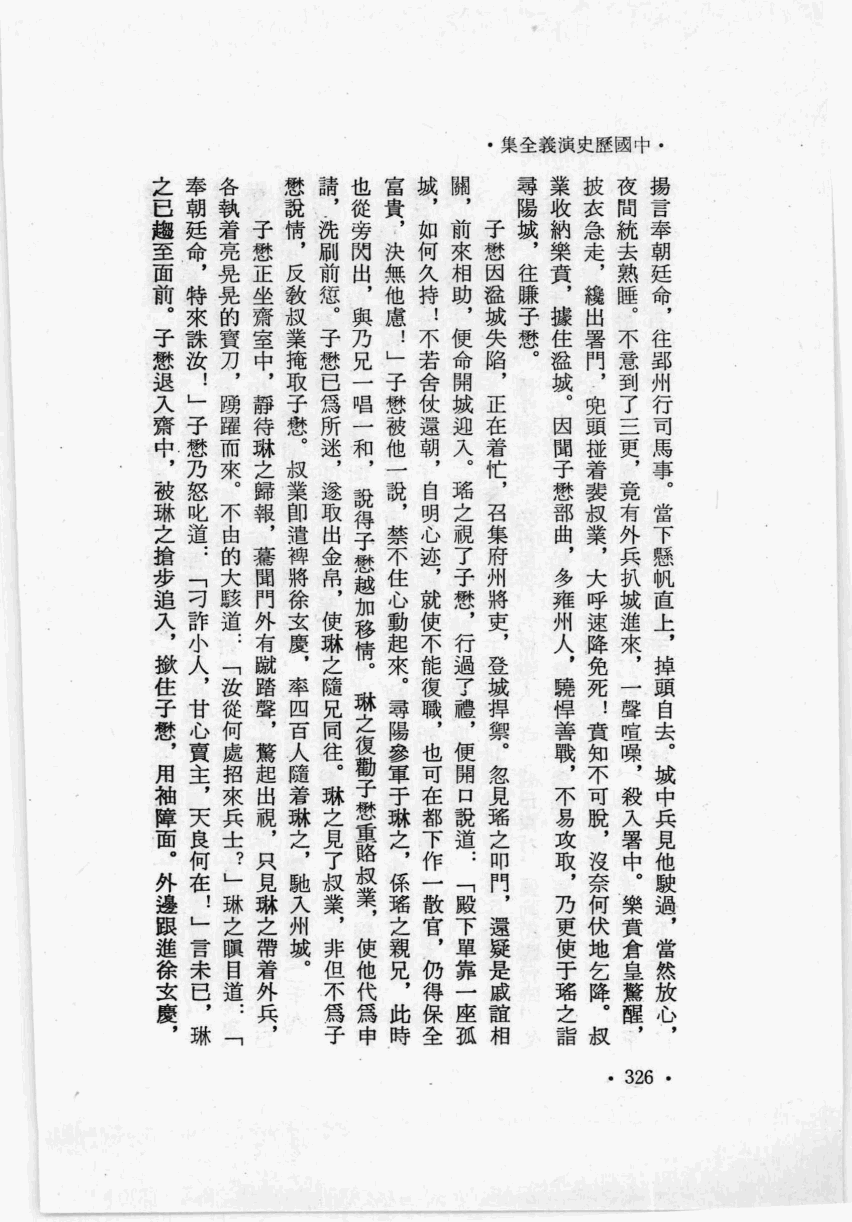 •中國歷史演義全集•
揚言奉朝廷命，往郢州行司馬事。當下懸帆直上，掉頭自去。城中兵見他駛過，當然放心，
夜間統去熟睡。不意到了三更，竟有外兵扒城進來，一聲喧噪，殺入署中。樂賁倉皇驚醒，
披衣急走，纔出署門，兜頭掽着裴叔業，大呼速降免死！賁知不可脫，沒奈何伏地乞降。叔
業收納樂賁，據住湓城。因聞子懋部曲，多雍州人，驍悍善戰，不易攻取，乃更使于瑤之詣
尋陽城，往賺子懋。
子懋因湓城失陷，正在着忙，召集府州將吏，登城捍禦。忽見瑤之叩門，還疑是戚誼相
關，前來相助，便命開城迎入。瑤之視了子懋，行過了禮，便開口說道：「殿下單靠一座孤
城，如何久持！不若舍仗還朝，自明心迹，就使不能復職，也可在都下作一散官，仍得保全
富貴，決無他慮！」子懋被他一說，禁不住心動起來。尋陽參軍于琳之，係瑤之親兄，此時
也從旁閃出，與乃兄一唱一和，說得子懋越加移情。琳之復勸子懋重賂叔業，使他代爲申
請，洗刷前愆。子懋已爲所迷，遂取出金帛，使琳之隨兄同往。琳之見了叔業，非但不爲子
懋說情，反敎叔業掩取子懋。叔業卽遣裨將徐玄慶，率四百人隨着琳之，馳入州城。
子懋正坐齋室中，靜待琳之歸報，驀聞門外有蹴踏聲，驚起出視，只見琳之帶着外兵，
各執着亮晃晃的寶刀，踴躍而來。不由的大駭道：「汝從何處招來兵士？」琳之瞋目道：「
奉朝廷命，特來誅汝！」子懋乃怒叱道：「刁詐小人，甘心賣主，天良何在！」言未已，琳
之已趨至面前。子懋退入齋中，被琳之搶步追入，撳住子懋，用袖障面。外邊跟進徐玄慶，
•326•